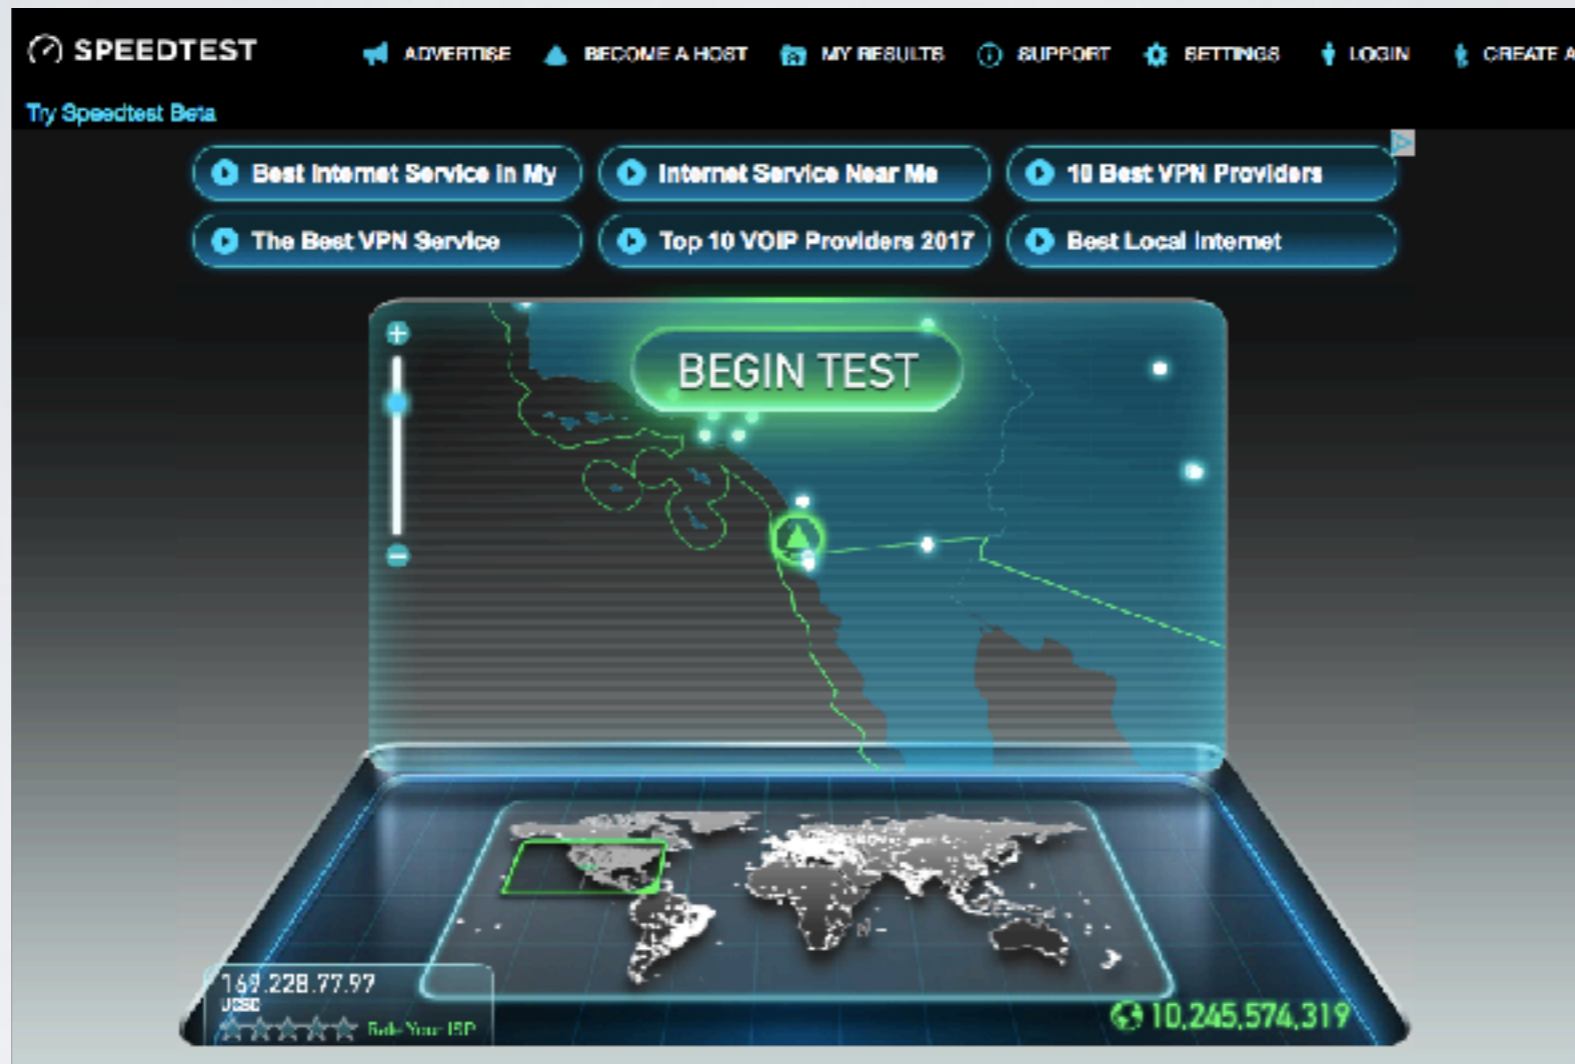 SPEEDTEST
ADVERTISE BECOME A HOST MY RESULTS SUPPORT SETTINGS LOGIN CREATE A
Try Speedtest Beta
Best Internet Service in My Internet Service Near Me 10 Best VPN Providers
The Best VPN Service Top 10 VOIP Providers 2017 Best Local Internet
BEGIN TEST
169.228.77.97
UCSD
Rate Your ISP
10,245,574,319